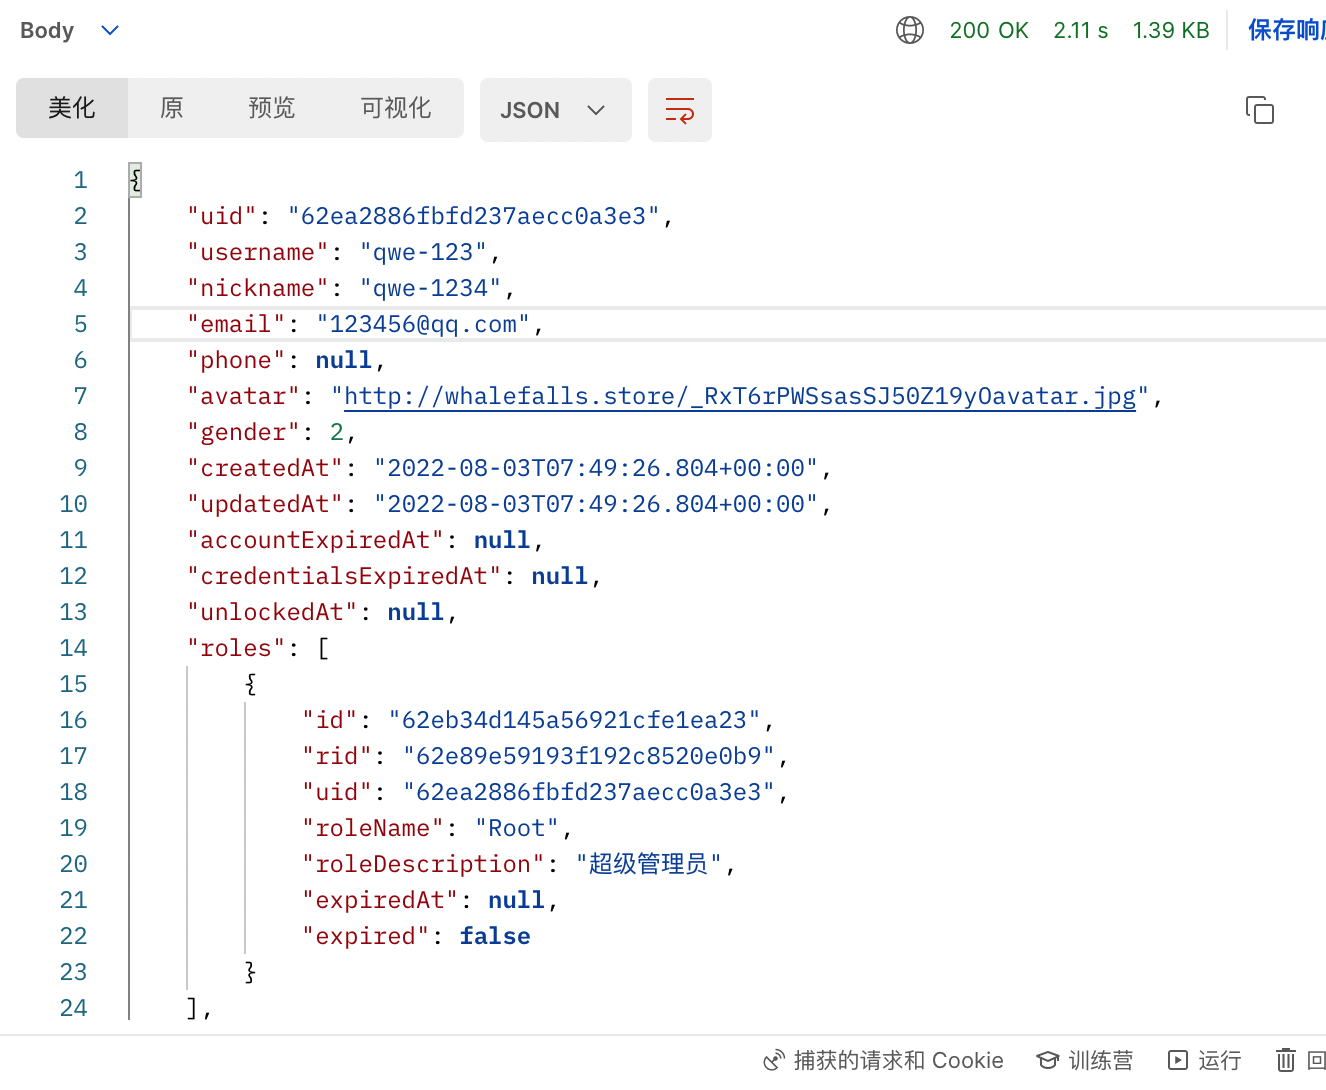 Body 200 OK 2.11 s 1.39 KB 保存响
美化 原 预览 可视化 JSON
1 {
2 "uid": "62ea2886fbfd237aecc0a3e3",
3 "username": "qwe-123",
4 "nickname": "qwe-1234",
5 "email": "123456@qq.com",
6 "phone": null,
7 "avatar": "http://whalefalls.store/_RxT6rPWSsasSJ50Z19yOavatar.jpg",
8 "gender": 2,
9 "createdAt": "2022-08-03T07:49:26.804+00:00",
10 "updatedAt": "2022-08-03T07:49:26.804+00:00",
11 "accountExpiredAt": null,
12 "credentialsExpiredAt": null,
13 "unlockedAt": null,
14 "roles": [
15 {
16 "id": "62eb34d145a56921cfe1ea23",
17 "rid": "62e89e59193f192c8520e0b9",
18 "uid": "62ea2886fbfd237aecc0a3e3",
19 "roleName": "Root",
20 "roleDescription": "超级管理员",
21 "expiredAt": null,
22 "expired": false
23 }
24 ],
捕获的请求和 Cookie 训练营 运行 回